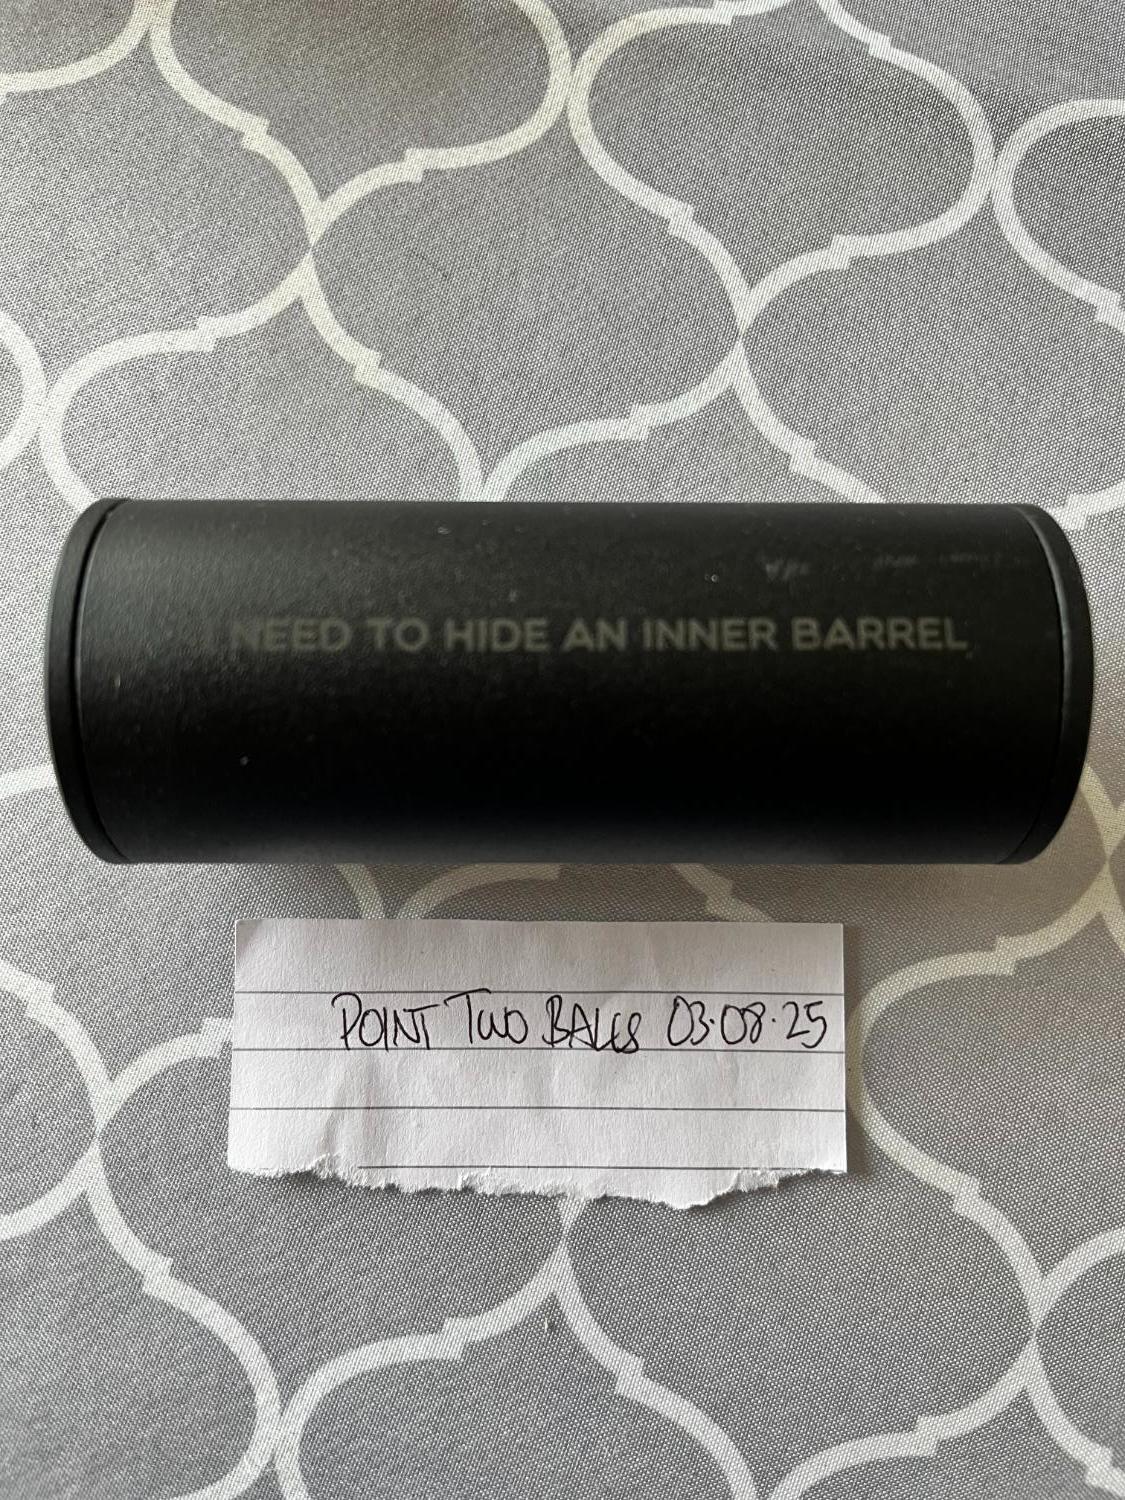 I NEED TO HIDE AN INNER BARREL
POINT TWO BALLS 03.08.25